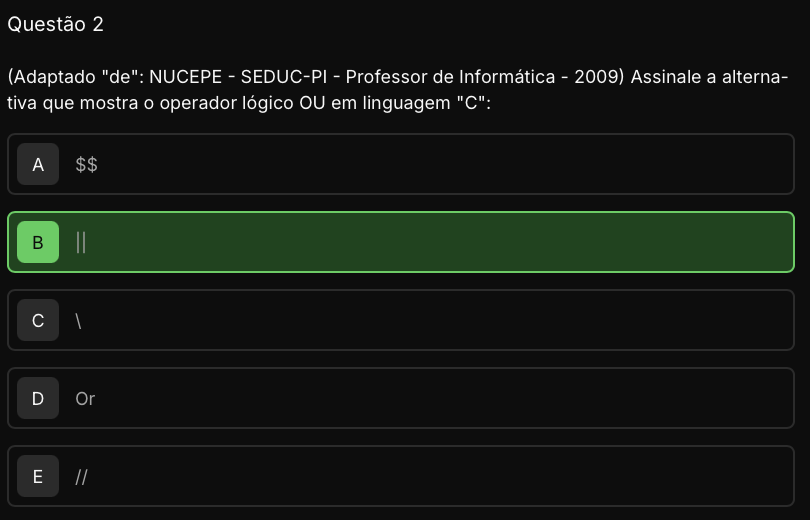 Questão 2
(Adaptado "de": NUCEPE - SEDUC-PI - Professor de Informática - 2009) Assinale a alterna-
tiva que mostra o operador lógico OU em linguagem "C":
A $$
B ||
C \
D Or
E //